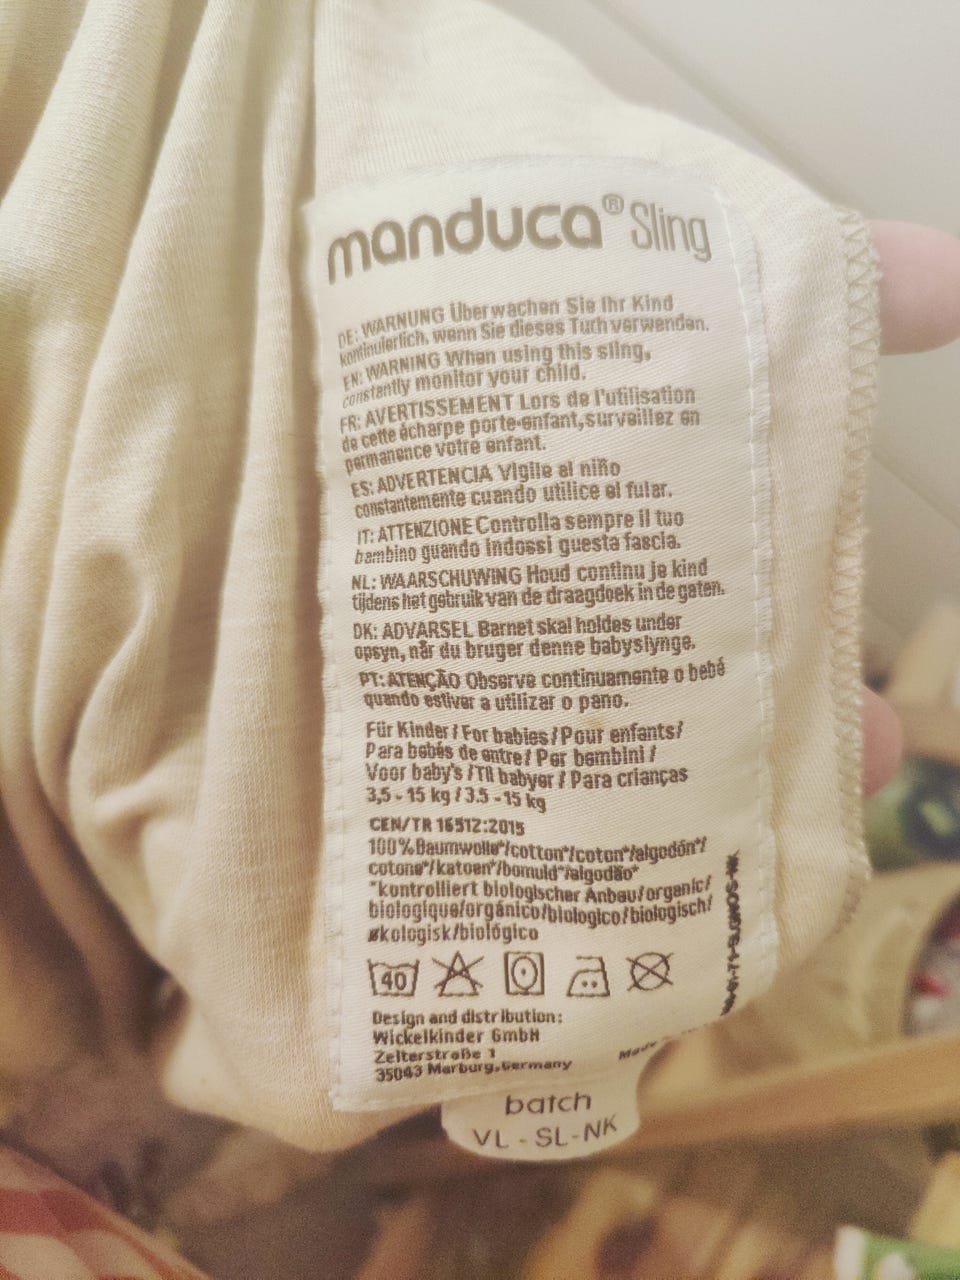 manduca® Sling
DE: WARNUNG Überwachen Sie Ihr Kind
kontinuierlich, wenn Sie dieses Tuch verwenden.
EN: WARNING When using this sling,
constantly monitor your child.
FR: AVERTISSEMENT Lors de l'utilisation
de cette écharpe porte-enfant,surveillez en
permanence votre enfant.
ES: ADVERTENCIA Vigile al niño
constantemente cuando utilice el fular.
IT: ATTENZIONE Controlla sempre il tuo
bambino quando indossi questa fascia.
NL: WAARSCHUWING Houd continu je kind
tijdens het gebruik van de draagdoek in de gaten.
DK: ADVARSEL Barnet skal holdes under
opsyn, når du bruger denne babyslynge.
PT: ATENÇÃO Observe continuamente o bebé
quando estiver a utilizar o pano.
Für Kinder / For babies / Pour enfants/
Para bebés de entre / Per bambini /
Voor baby's / Til babyer / Para crianças
3,5 - 15 kg / 3.5 - 15 kg
CEN/TR 16512:2015
100%Baumwolle*/cotton*/coton*/algodón*/
cotone*/katoen*/bomuld*/algodão*
*kontrolliert biologischer Anbau/organic/
biologique/orgánico/biologico/biologisch/
økologisk/biológico
40
Design and distribution:
Wickelkinder GmbH
Zelterstraße 1
35043 Marburg,Germany
Made
batch
VL - SL-NK